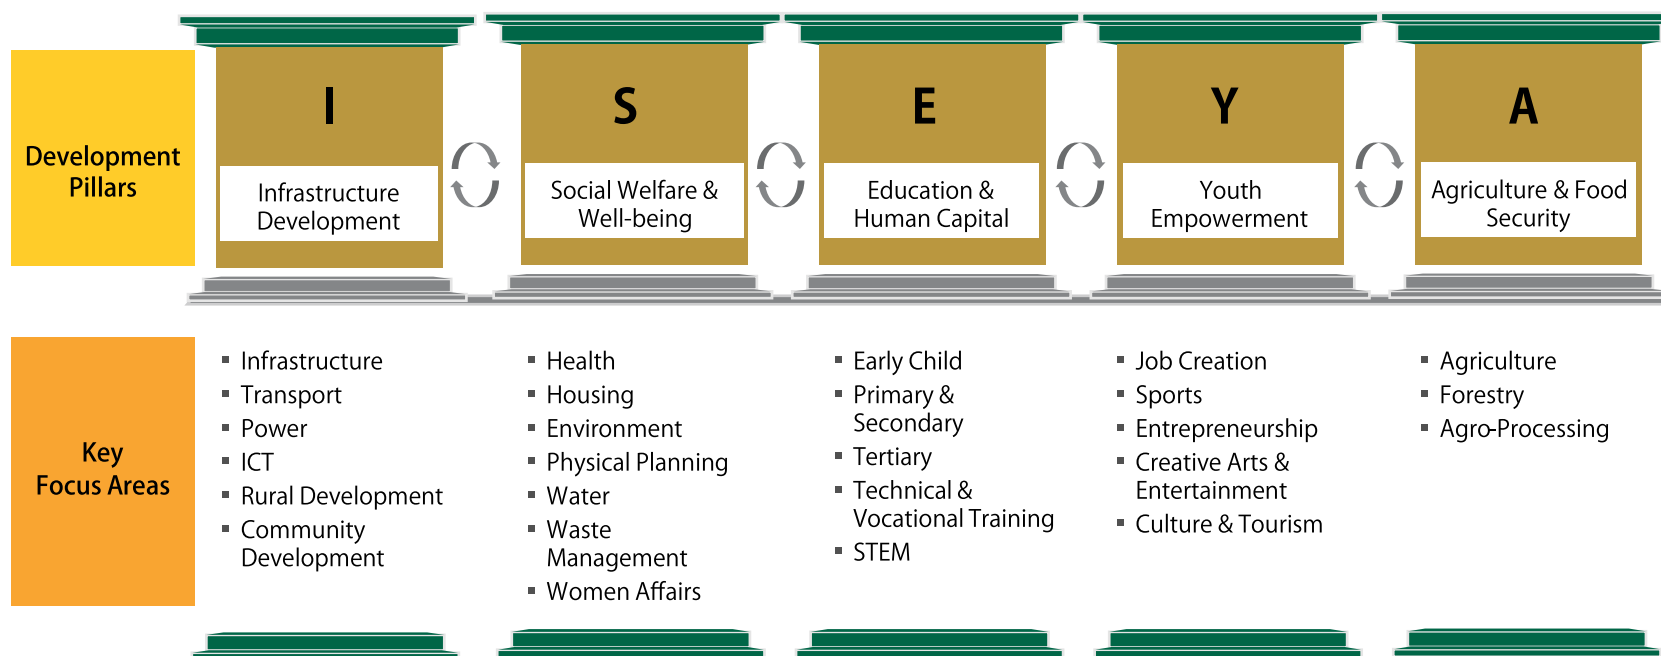 Development
Pillars
I
Infrastructure
Development
S
Social Welfare &
Well-being
E
Education &
Human Capital
Y
Youth
Empowerment
A
Agriculture & Food
Security
Key
Focus Areas
▪ Infrastructure
▪ Transport
▪ Power
▪ ICT
▪ Rural Development
▪ Community
Development
▪ Health
▪ Housing
▪ Environment
▪ Physical Planning
▪ Water
▪ Waste
Management
▪ Women Affairs
▪ Early Child
▪ Primary &
Secondary
▪ Tertiary
▪ Technical &
Vocational Training
▪ STEM
▪ Job Creation
▪ Sports
▪ Entrepreneurship
▪ Creative Arts &
Entertainment
▪ Culture & Tourism
▪ Agriculture
▪ Forestry
▪ Agro-Processing